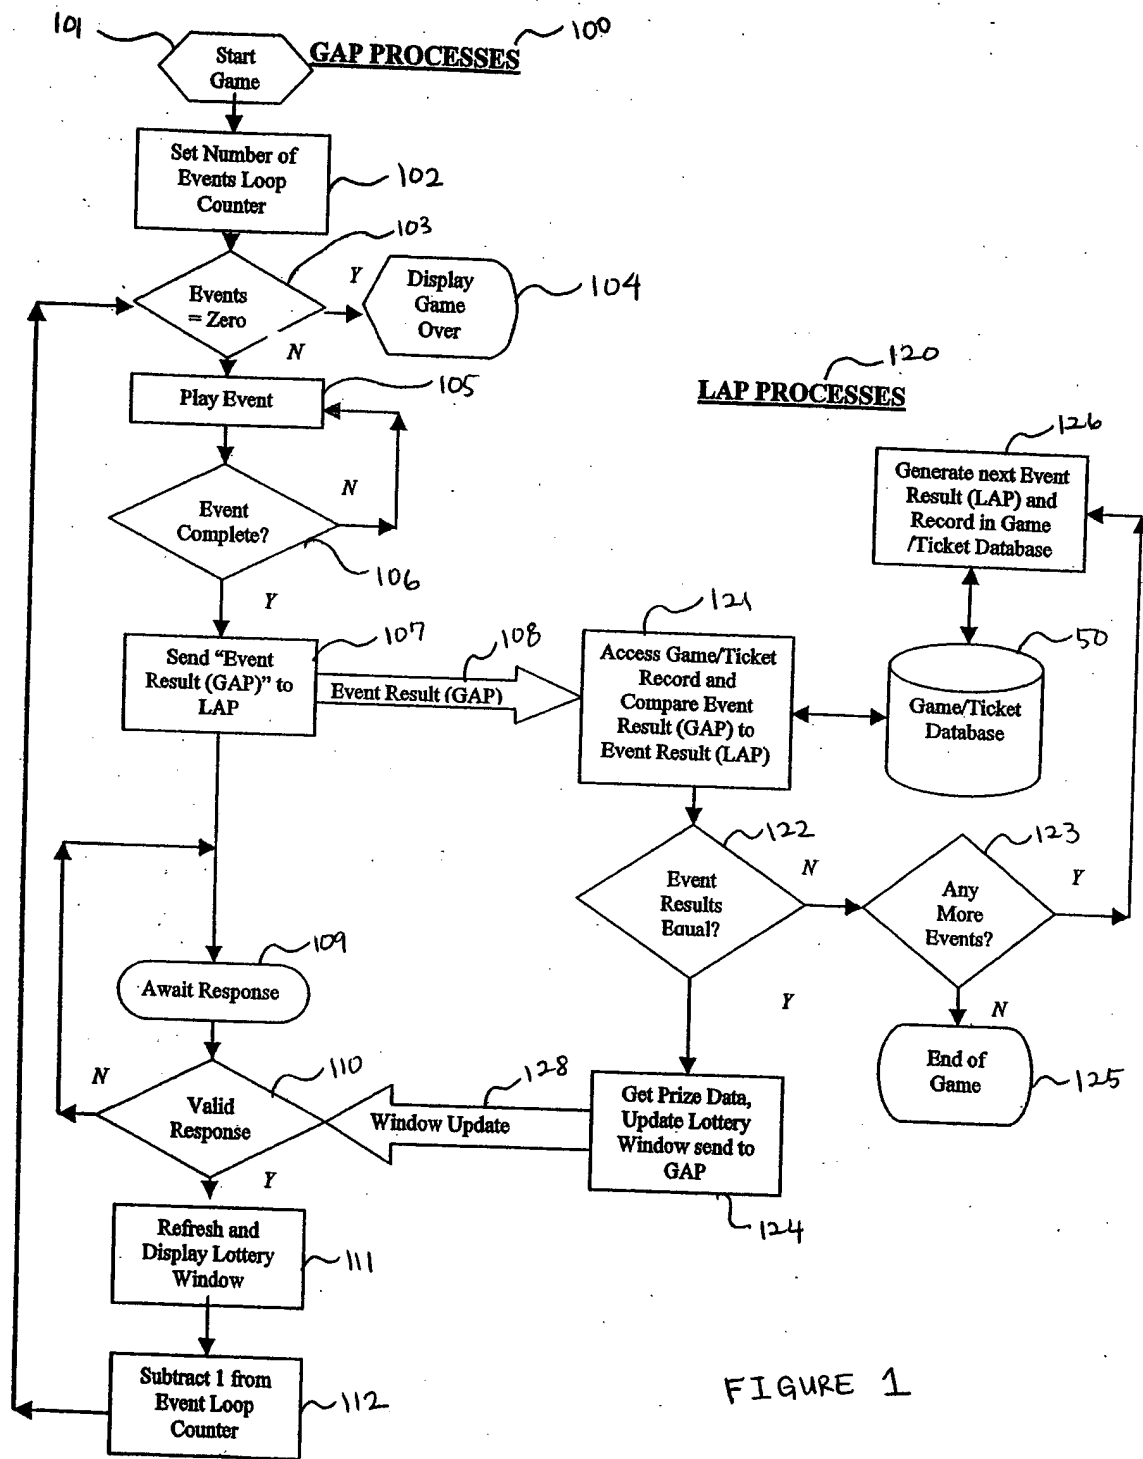 101
100
GAP PROCESSES
Start
Game
Set Number of
Events Loop
Counter
102
103
Events
= Zero
Y
N
Display
Game
Over
104
Play Event
105
N
Event
Complete?
106
Y
Send “Event
Result (GAP)” to
LAP
107
108
Event Result (GAP)
109
Await Response
N
Valid
Response
110
Y
Refresh and
Display Lottery
Window
111
Subtract 1 from
Event Loop
Counter
112
120
LAP PROCESSES
126
Generate next Event
Result (LAP) and
Record in Game
/Ticket Database
121
Access Game/Ticket
Record and
Compare Event
Result (GAP) to
Event Result (LAP)
50
Game/Ticket
Database
122
Event
Results
Equal?
N
Y
123
Any
More
Events?
Y
N
End of
Game
125
128
Window Update
Get Prize Data,
Update Lottery
Window send to
GAP
124
FIGURE 1